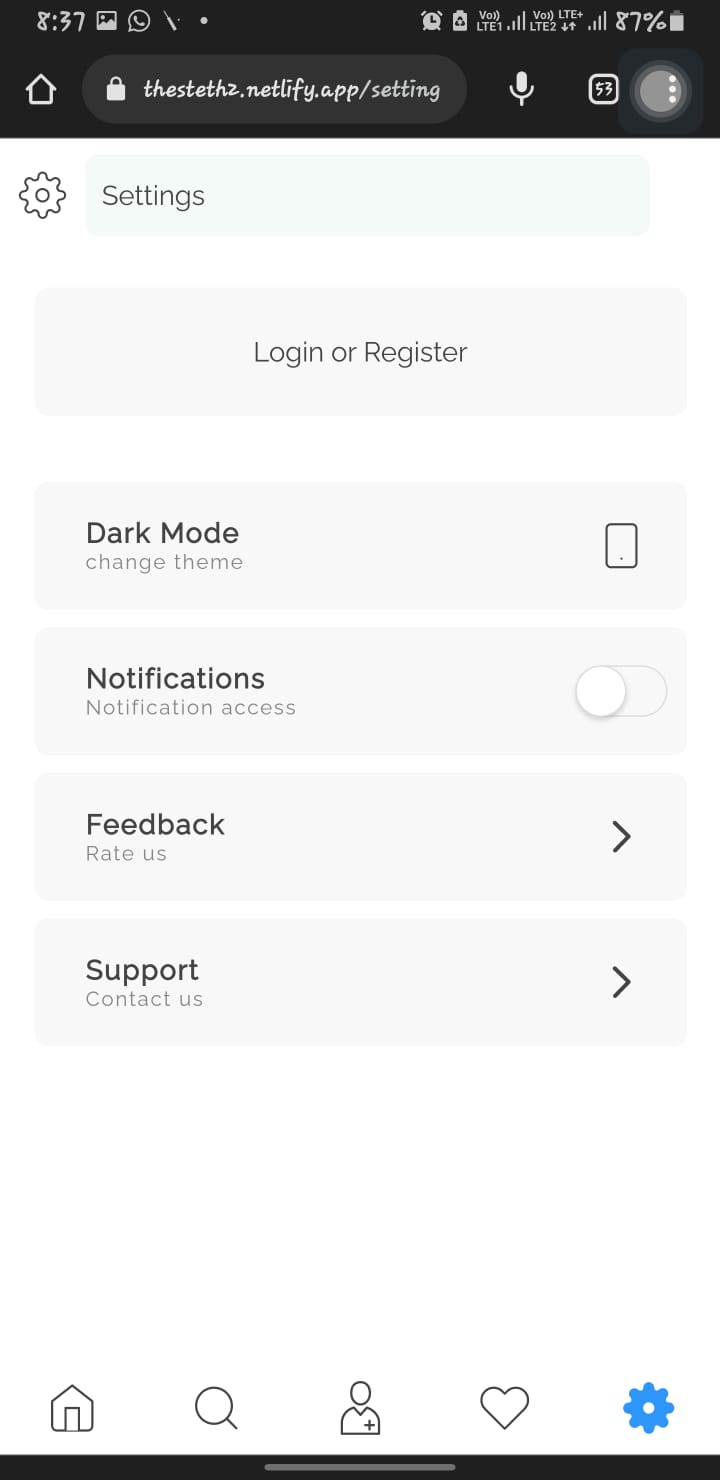 8:37
Vo)) LTE1 Vo)) LTE2 LTE+ 87%
thestethz.netlify.app/setting
53
Settings
Login or Register
Dark Mode
change theme
Notifications
Notification access
Feedback
Rate us
Support
Contact us